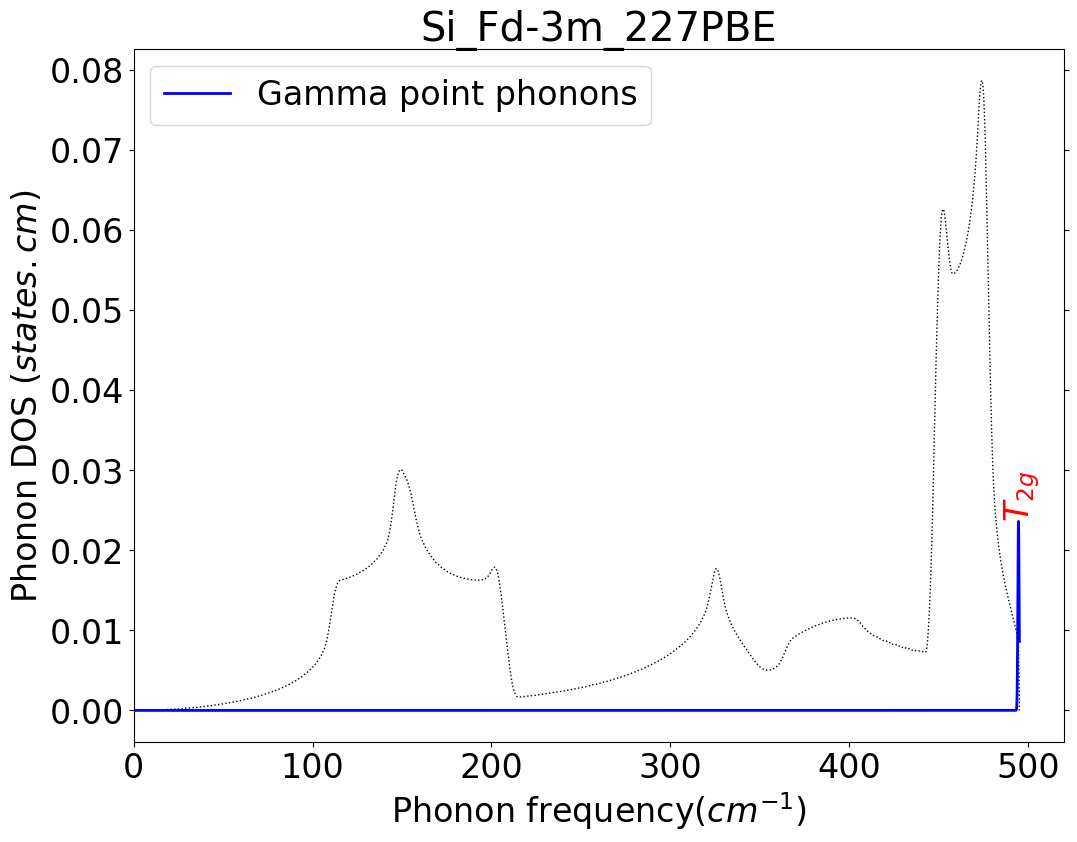 Si_Fd-3m_227PBE
Gamma point phonons
Phonon DOS (states.cm)
0.08
0.07
0.06
0.05
0.04
0.03
0.02
0.01
0.00
T₂g
0 100 200 300 400 500
Phonon frequency(cm⁻¹)